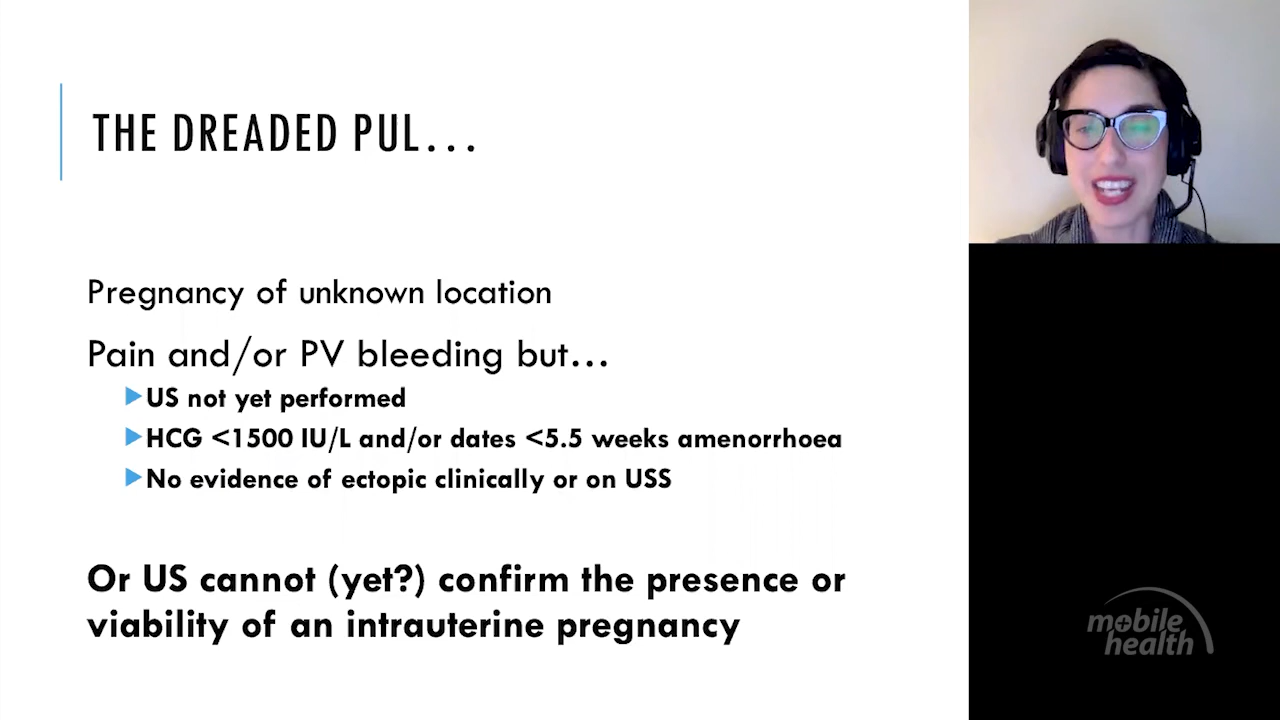 THE DREADED PUL...
Pregnancy of unknown location
Pain and/or PV bleeding but...
US not yet performed
HCG <1500 IU/L and/or dates <5.5 weeks amenorrhoea
No evidence of ectopic clinically or on USS
Or US cannot (yet?) confirm the presence or
viability of an intrauterine pregnancy
mobile
health